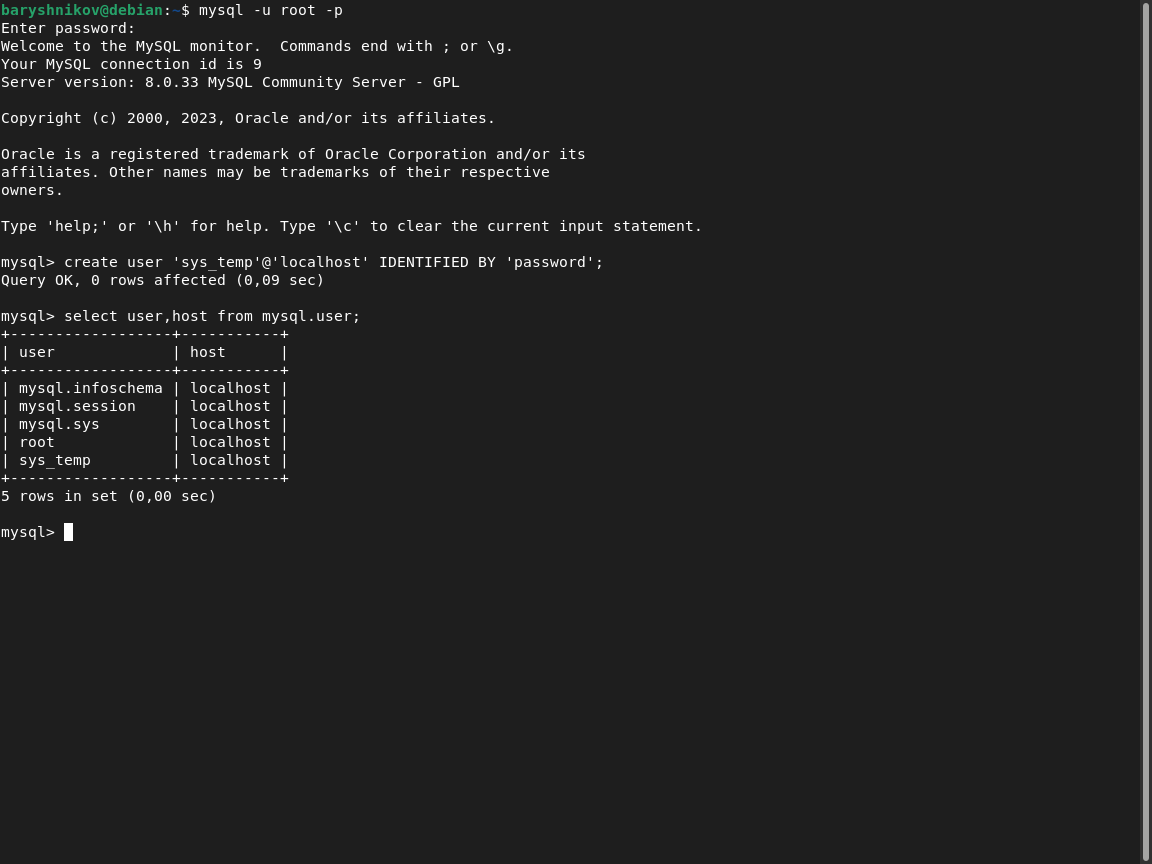 baryshnikov@debian:~$ mysql -u root -p
Enter password:
Welcome to the MySQL monitor.  Commands end with ; or \g.
Your MySQL connection id is 9
Server version: 8.0.33 MySQL Community Server - GPL
Copyright (c) 2000, 2023, Oracle and/or its affiliates.
Oracle is a registered trademark of Oracle Corporation and/or its
affiliates. Other names may be trademarks of their respective
owners.
Type 'help;' or '\h' for help. Type '\c' to clear the current input statement.
mysql> create user 'sys_temp'@'localhost' IDENTIFIED BY 'password';
Query OK, 0 rows affected (0,09 sec)
mysql> select user,host from mysql.user;
+------------------+-----------+
| user             | host      |
+------------------+-----------+
| mysql.infoschema | localhost |
| mysql.session    | localhost |
| mysql.sys        | localhost |
| root             | localhost |
| sys_temp         | localhost |
+------------------+-----------+
5 rows in set (0,00 sec)
mysql>